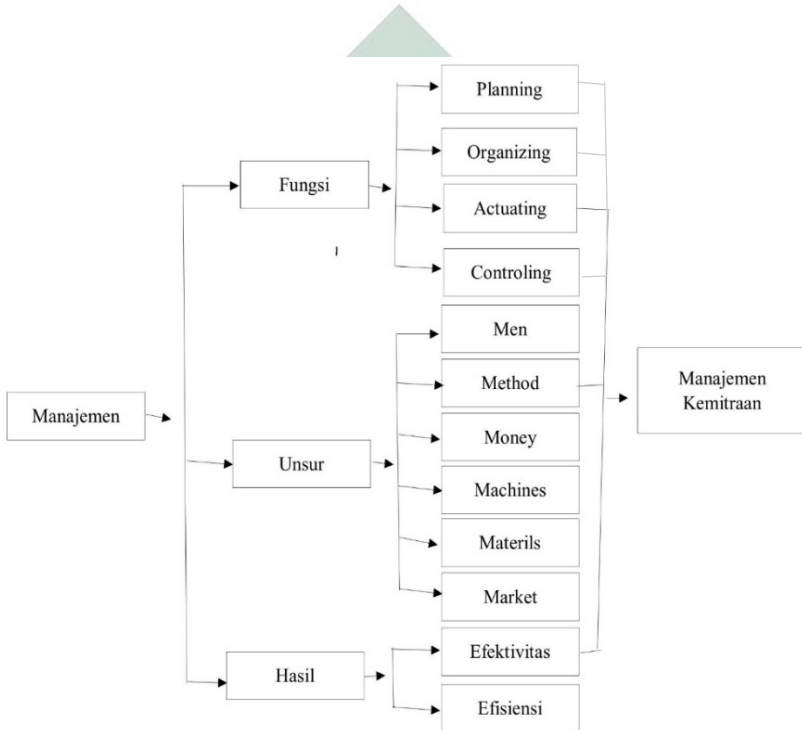 Manajemen
Fungsi
Planning
Organizing
Actuating
Controling
Unsur
Men
Method
Money
Machines
Materils
Market
Hasil
Efektivitas
Efisiensi
Manajemen
Kemitraan